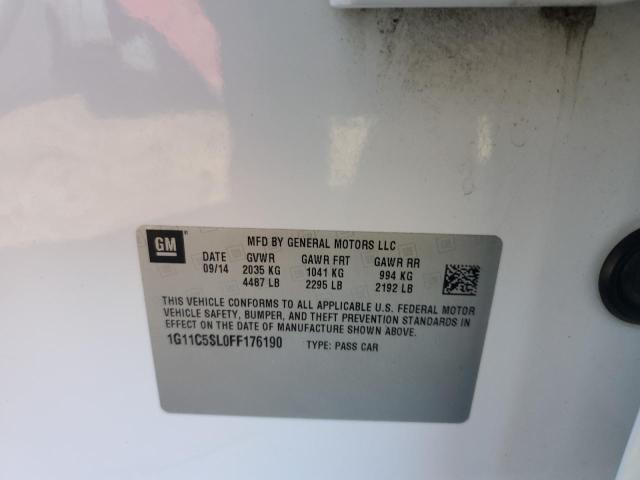 GM
MFD BY GENERAL MOTORS LLC
DATE GVWR GAWR FRT GAWR RR
09/14 2035 KG 1041 KG 994 KG
4487 LB 2295 LB 2192 LB
THIS VEHICLE CONFORMS TO ALL APPLICABLE U.S. FEDERAL MOTOR
VEHICLE SAFETY, BUMPER, AND THEFT PREVENTION STANDARDS IN
EFFECT ON THE DATE OF MANUFACTURE SHOWN ABOVE.
1G11C5SL0FF176190 TYPE: PASS CAR